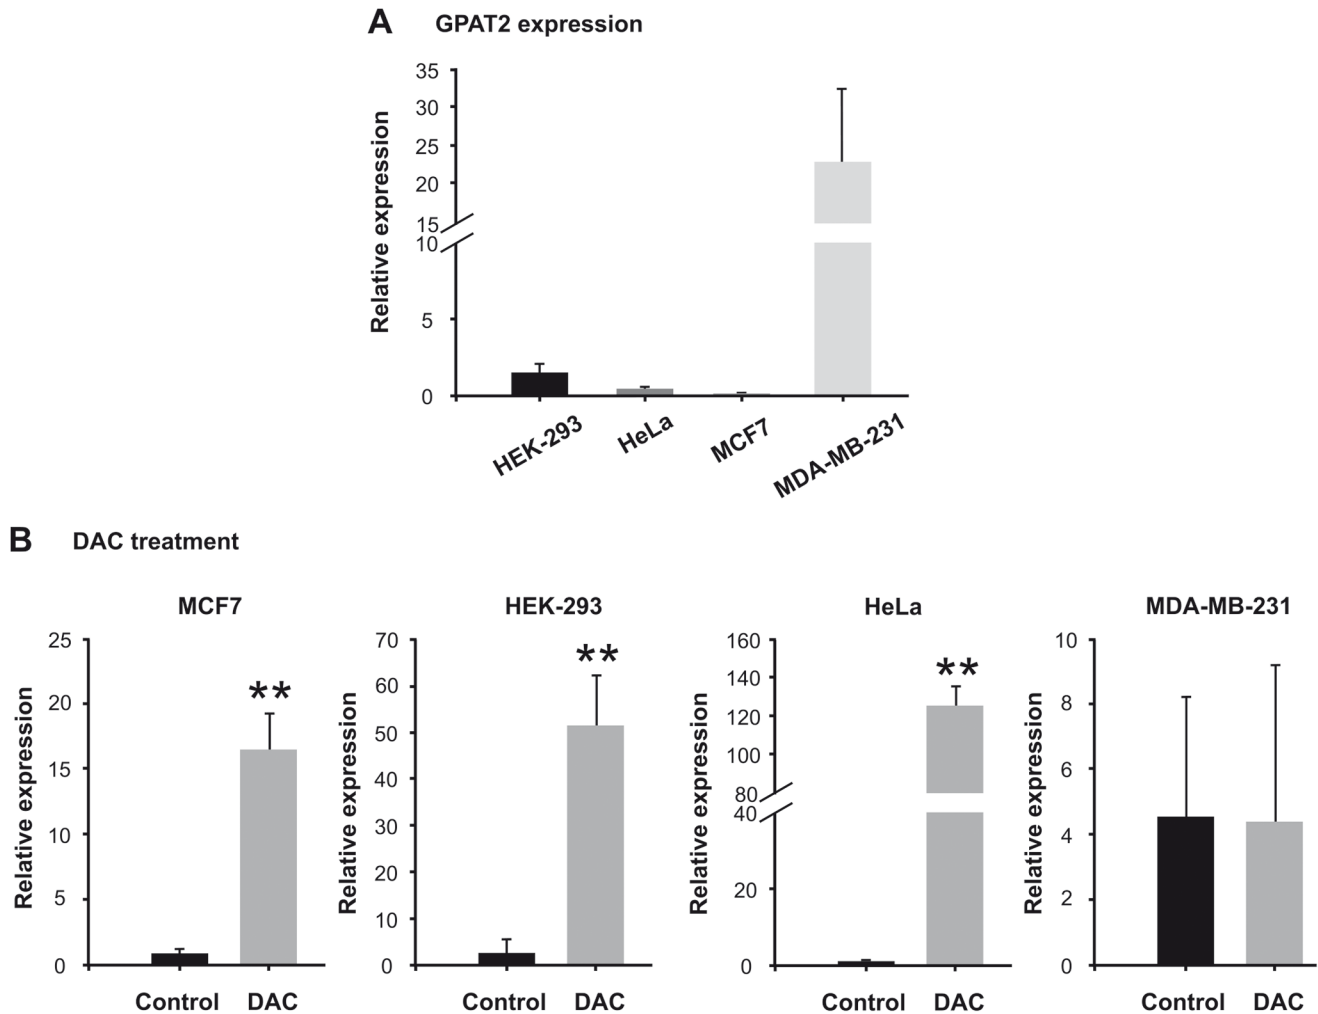 A GPAT2 expression
Relative expression
35
30
25
20
15
10
5
0
HEK-293 HeLa MCF7 MDA-MB-231
B DAC treatment
MCF7
Relative expression
25
20
15
10
5
0
**
Control DAC
HEK-293
Relative expression
70
60
50
40
30
20
10
0
**
Control DAC
HeLa
Relative expression
160
140
120
100
80
40
20
0
**
Control DAC
MDA-MB-231
Relative expression
10
8
6
4
2
0
Control DAC